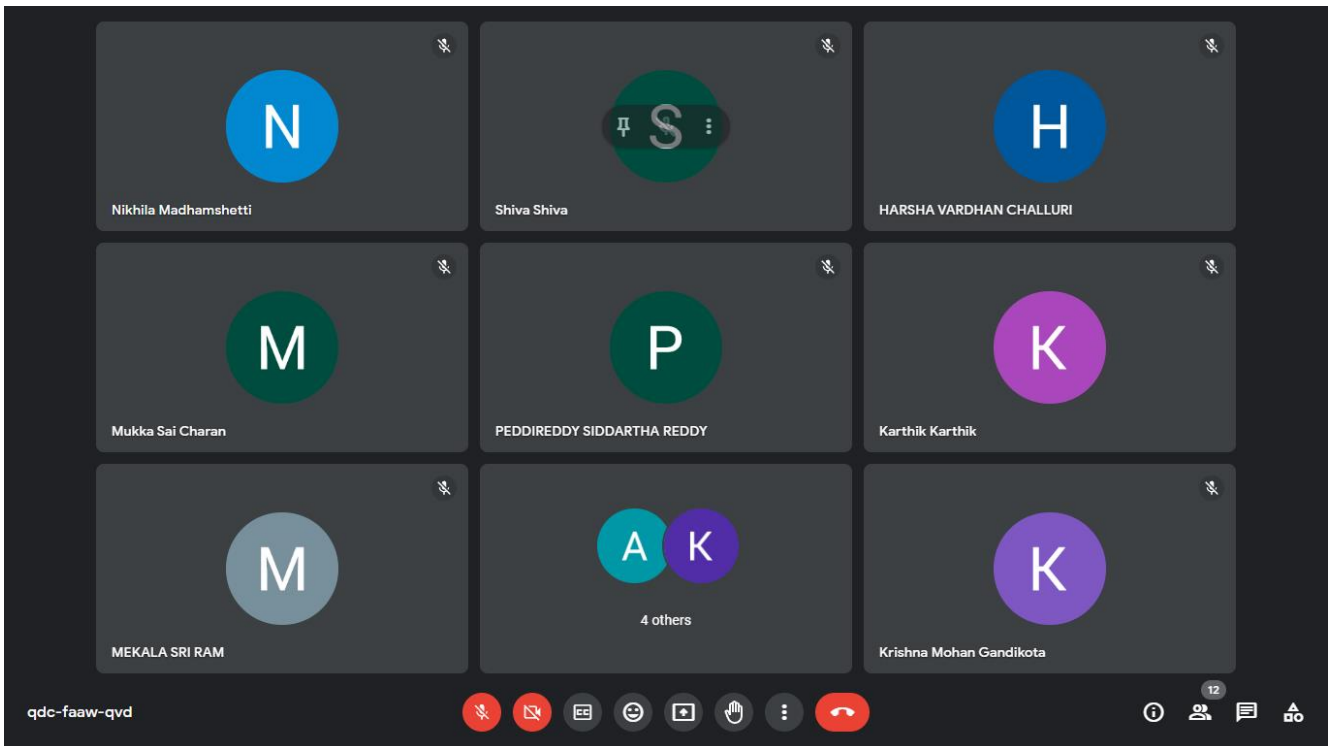 N
Nikhila Madhamshetti
S
Shiva Shiva
H
HARSHA VARDHAN CHALLURI
M
Mukka Sai Charan
P
PEDDIREDDY SIDDARTHA REDDY
K
Karthik Karthik
M
MEKALA SRI RAM
A K
4 others
K
Krishna Mohan Gandikota
qdc-faaw-qvd
CC
12